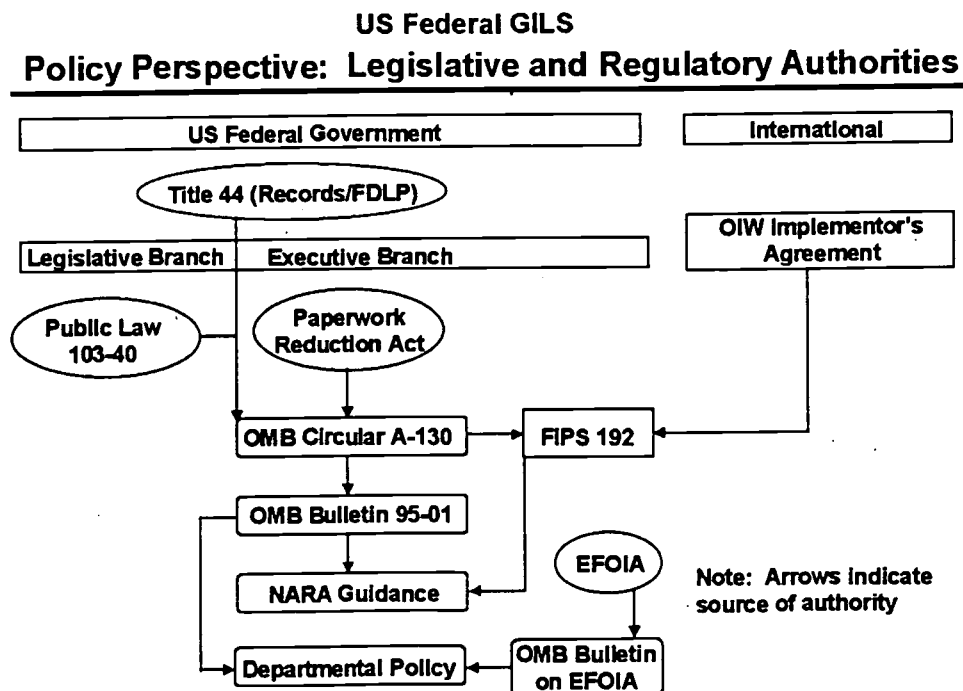 US Federal GILS
Policy Perspective: Legislative and Regulatory Authorities
US Federal Government
International
Title 44 (Records/FDLP)
OIW Implementor's
Agreement
Legislative Branch
Executive Branch
Public Law
103-40
Paperwork
Reduction Act
OMB Circular A-130
FIPS 192
OMB Bulletin 95-01
EFOIA
NARA Guidance
Note: Arrows indicate
source of authority
Departmental Policy
OMB Bulletin
on EFOIA